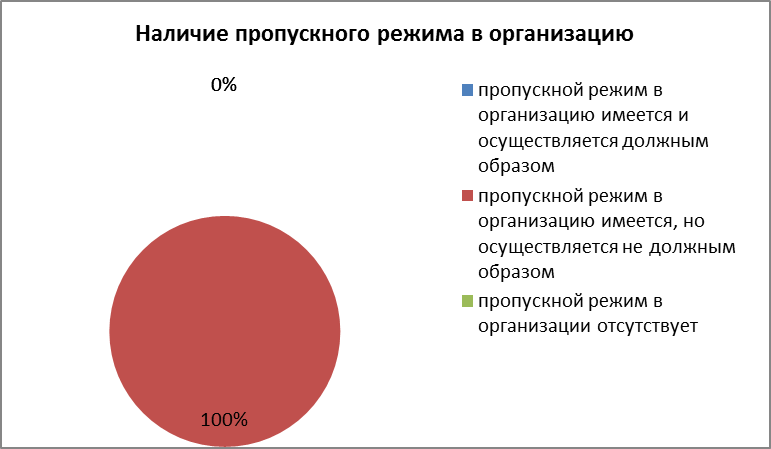 Наличие пропускного режима в организацию
0%
100%
пропускной режим в
организацию имеется и
осуществляется должным
образом
пропускной режим в
организацию имеется, но
осуществляется не должным
образом
пропускной режим в
организации отсутствует